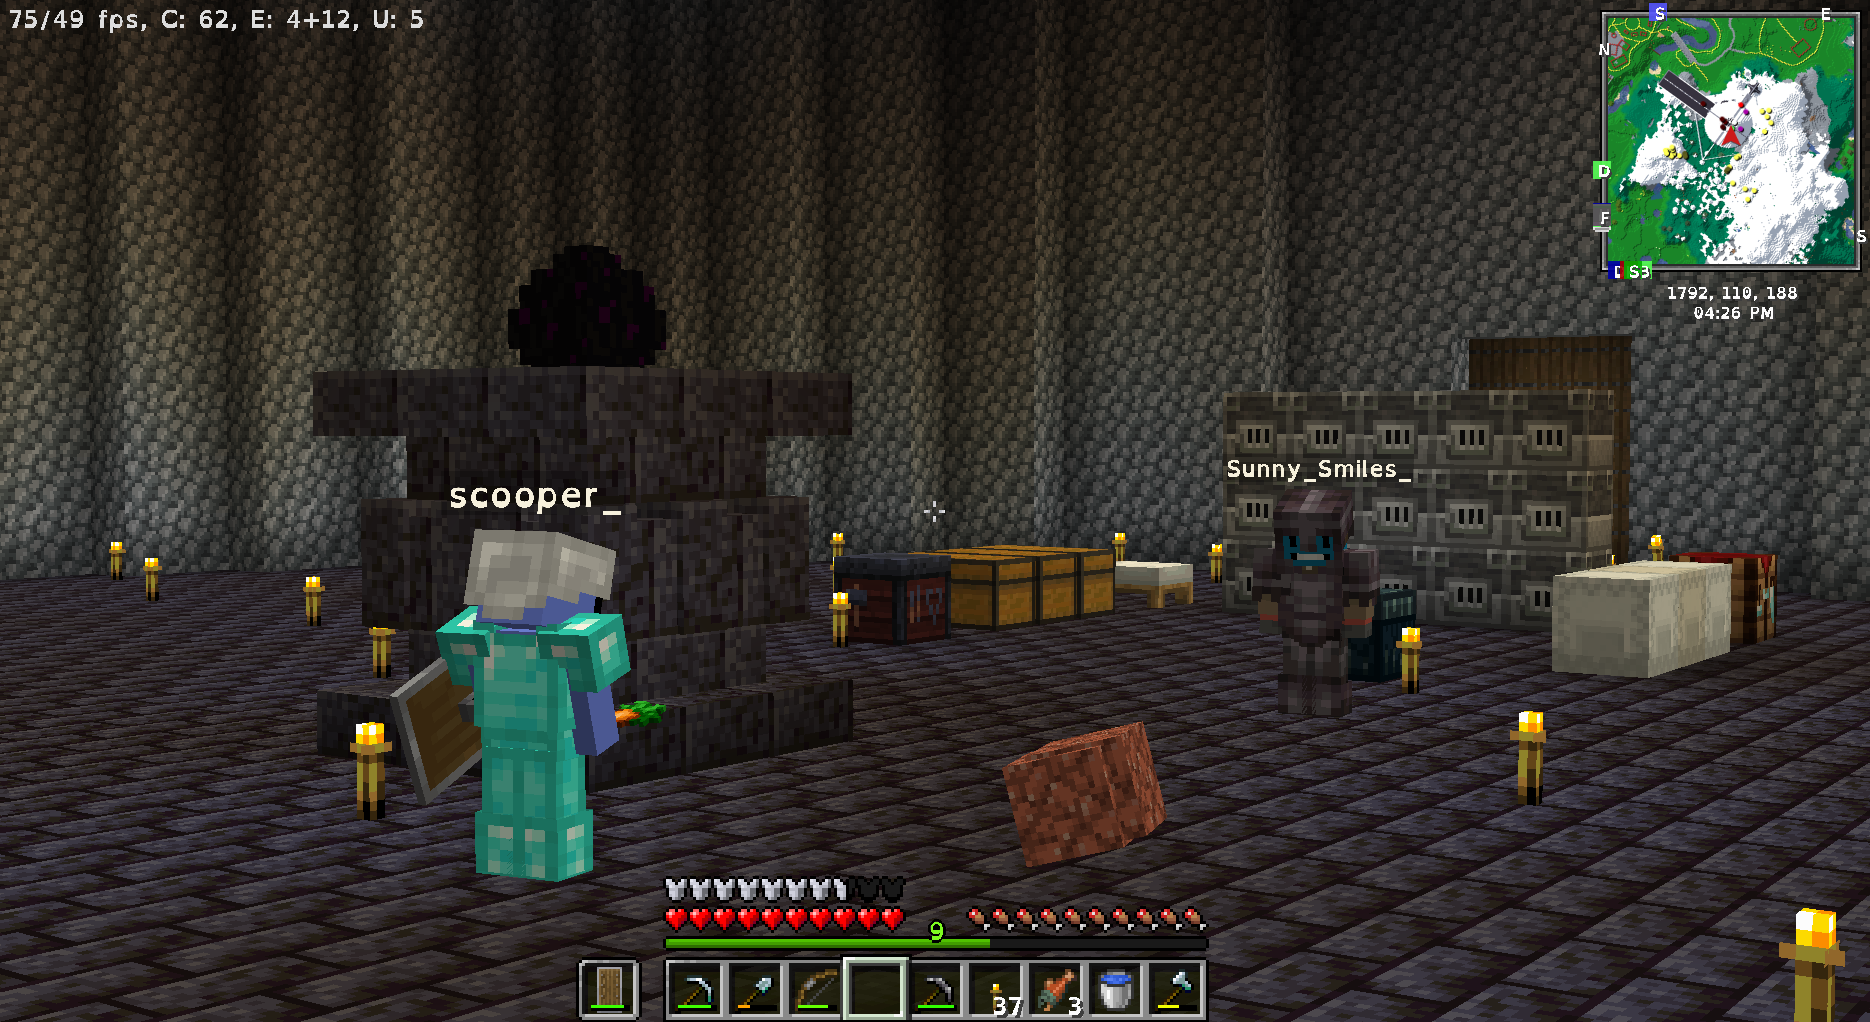 75/49 fps, C: 62, E: 4+12, U: 5
S
E
N
D
F
S
S3
1792, 110, 188
04:26 PM
Sunny_Smiles_
scooper_
9
37
3